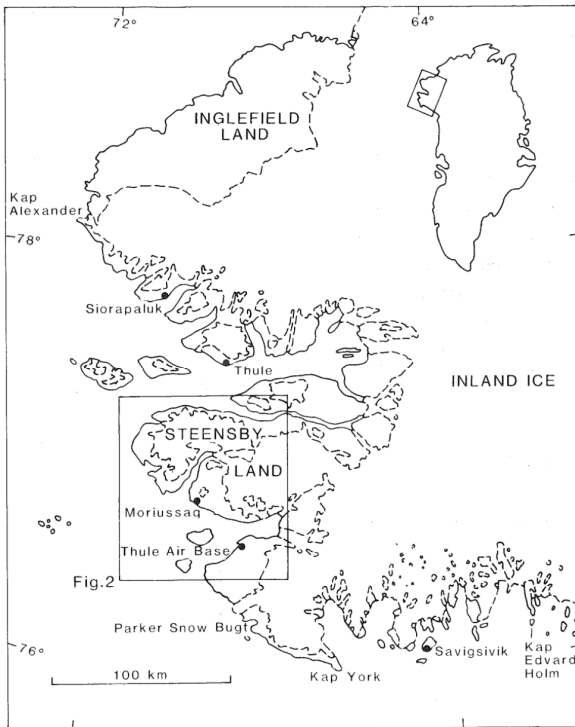 72°
64°
INGLEFIELD
LAND
Kap
Alexander
78°
Siorapaluk
Thule
INLAND ICE
STEENSBY
LAND
Moriussaq
Thule Air Base
Fig.2
Parker Snow Bugt
76°
100 km
Kap York
Savigsivik
Kap
Edvard
Holm